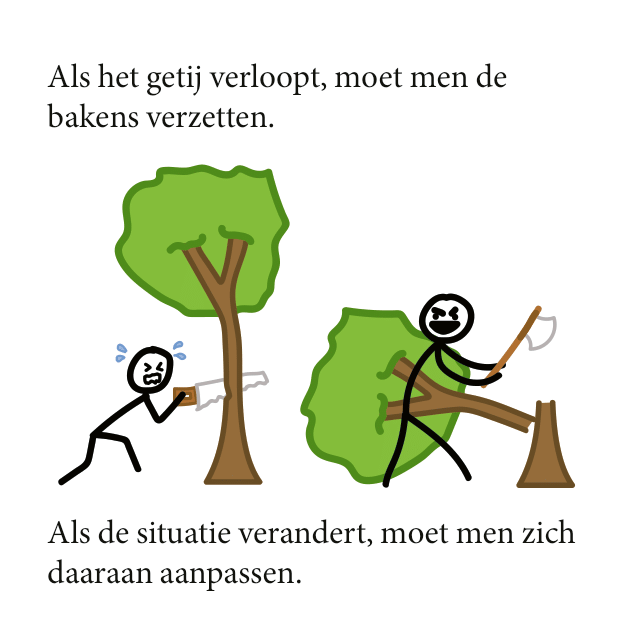 Als het getij verloopt, moet men de
bakens verzetten.
Als de situatie verandert, moet men zich
daaraan aanpassen.